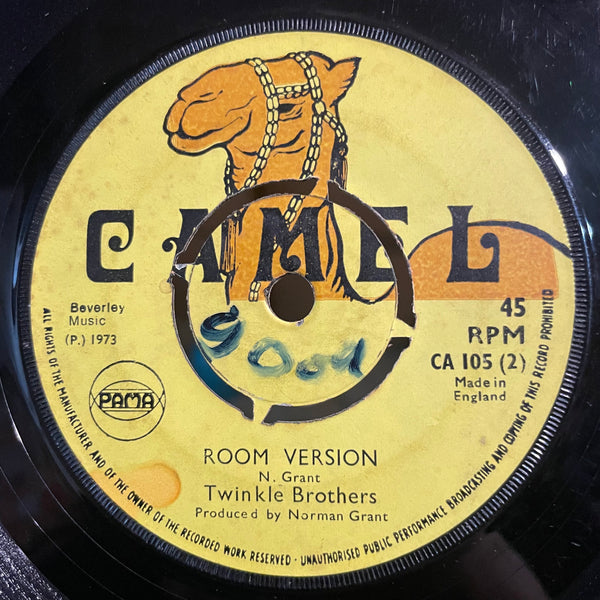 CAMEL
Beverley
Music
(P.) 1973
45
RPM
CA 105 (2)
Made in
England
PAMA
ROOM VERSION
N. Grant
Twinkle Brothers
Produced by Norman Grant
ALL RIGHTS OF THE MANUFACTURER AND OF THE OWNER OF THE RECORDED WORK RESERVED · UNAUTHORISED PUBLIC PERFORMANCE BROADCASTING AND COPYING OF THIS RECORD PROHIBITED